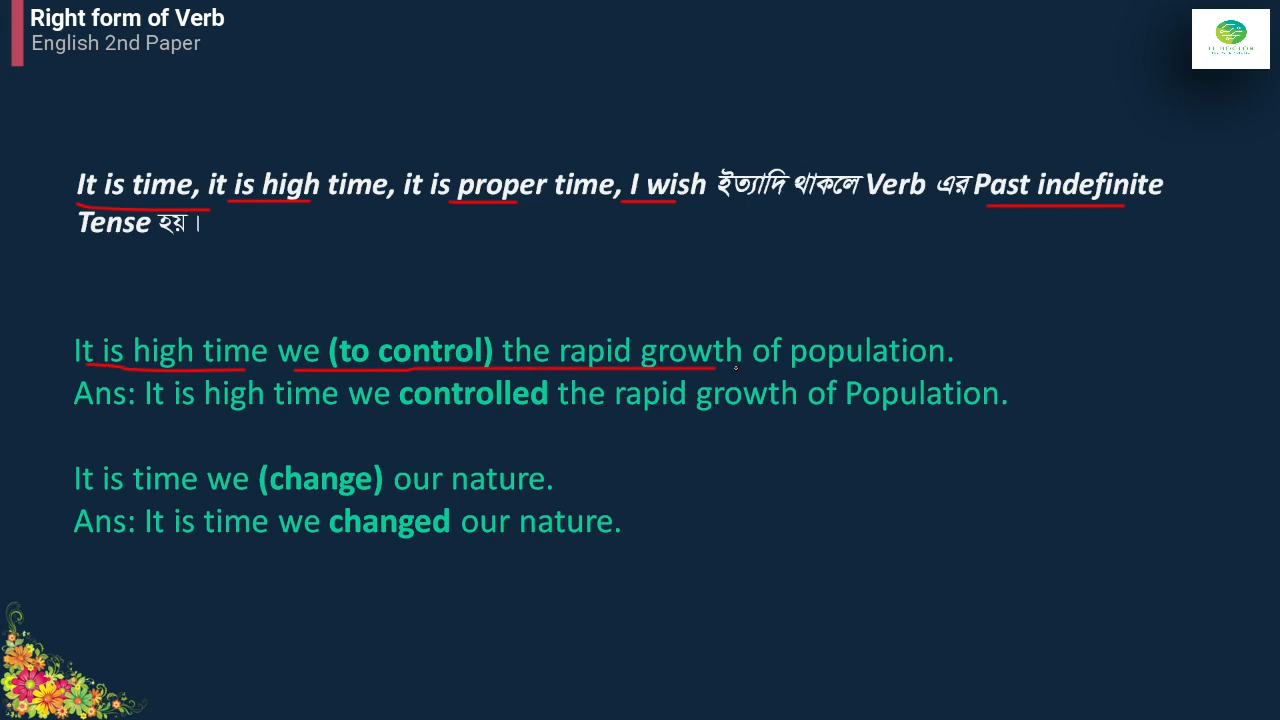 Right form of Verb
English 2nd Paper
It is time, it is high time, it is proper time, I wish ইত্যাদি থাকলে Verb এর Past indefinite
Tense হয়।
It is high time we (to control) the rapid growth of population.
Ans: It is high time we controlled the rapid growth of Population.
It is time we (change) our nature.
Ans: It is time we changed our nature.